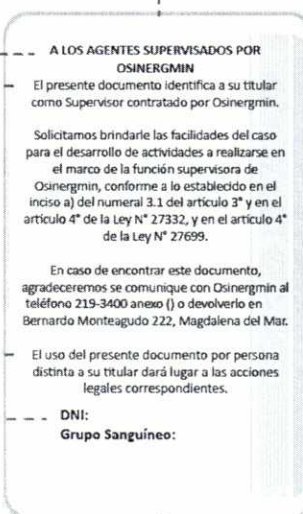 A LOS AGENTES SUPERVISADOS POR
OSINERGMIN
El presente documento identifica a su titular
como Supervisor contratado por Osinergmin.
Solicitamos brindarle las facilidades del caso
para el desarrollo de actividades a realizarse en
el marco de la función supervisora de
Osinergmin, conforme a lo establecido en el
inciso a) del numeral 3.1 del artículo 3° y en el
artículo 4° de la Ley N° 27332, y en el artículo 4°
de la Ley N° 27699.
En caso de encontrar este documento,
agradeceremos se comunique con Osinergmin al
teléfono 219-3400 anexo () o devolverlo en
Bernardo Monteagudo 222, Magdalena del Mar.
El uso del presente documento por persona
distinta a su titular dará lugar a las acciones
legales correspondientes.
DNI:
Grupo Sanguíneo: